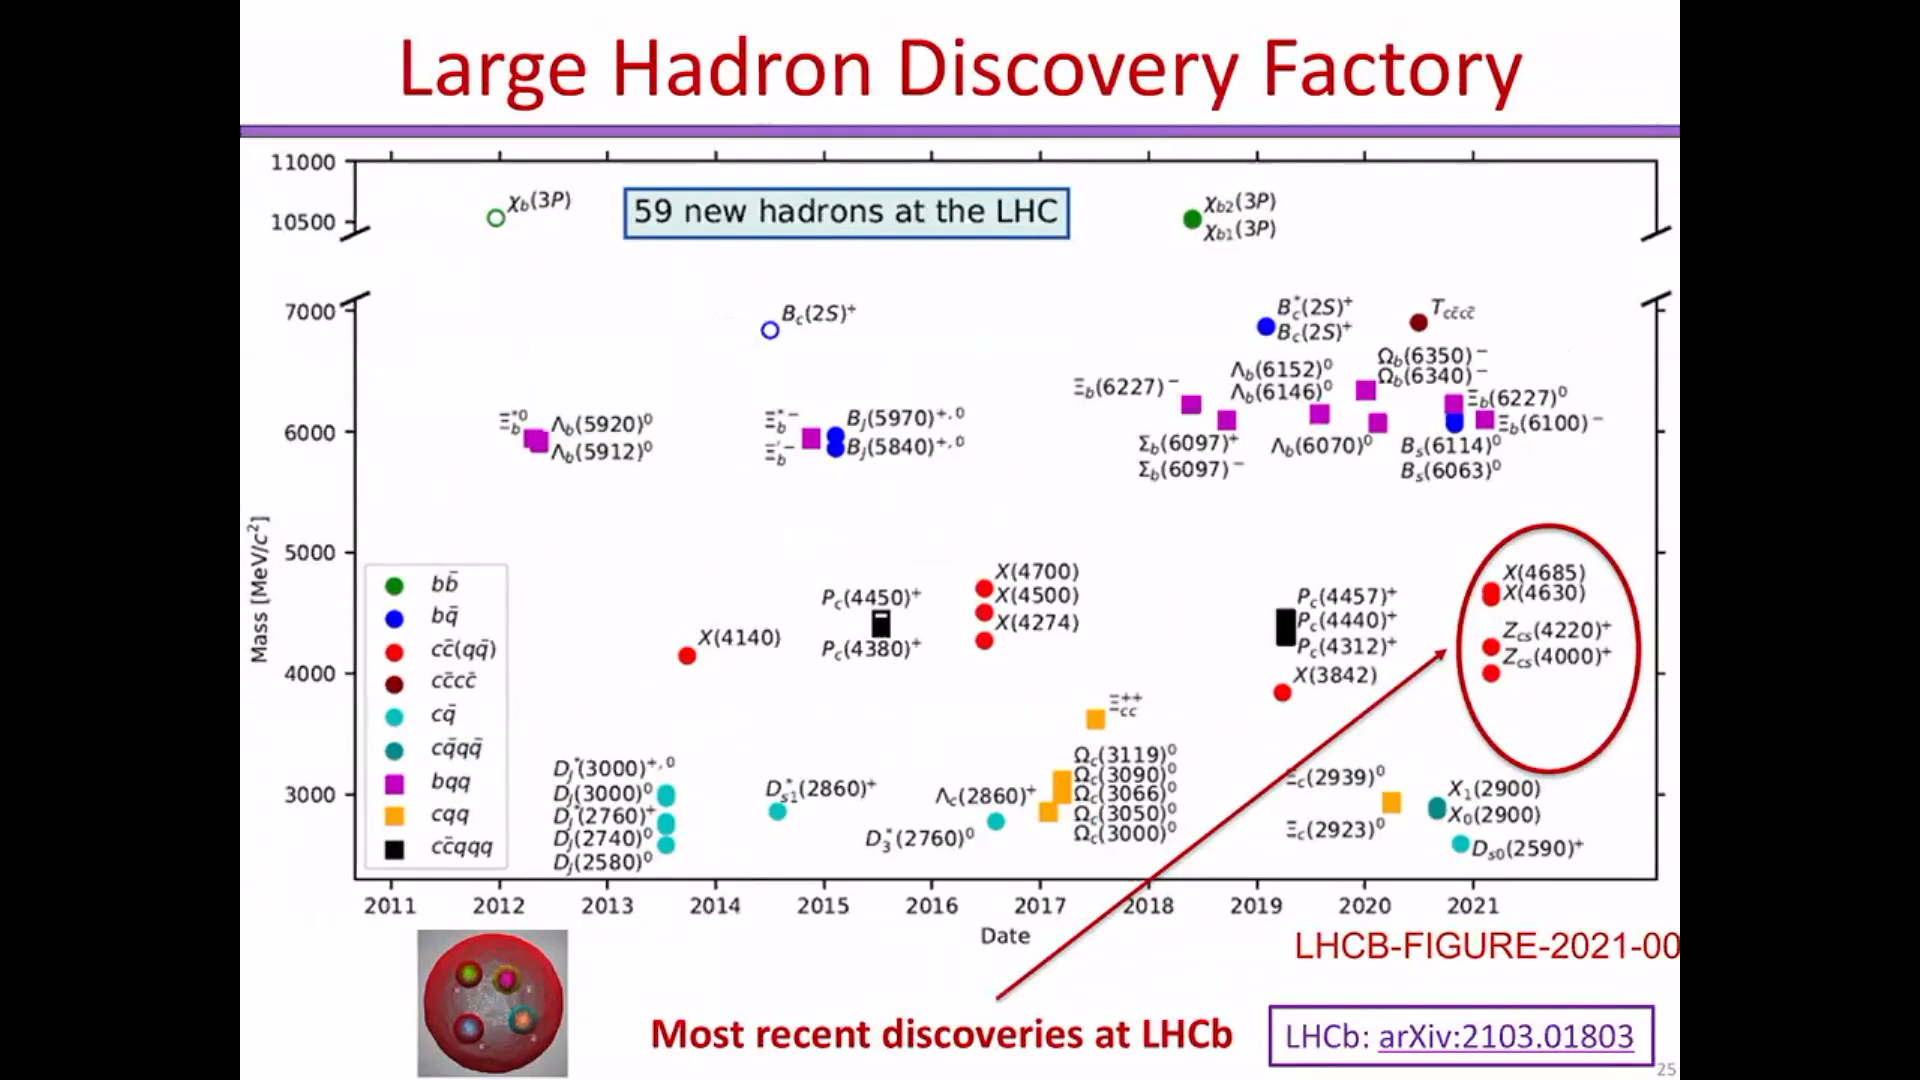 Large Hadron Discovery Factory
11000
10500
7000
6000
5000
4000
3000
Mass [MeV/c²]
59 new hadrons at the LHC
χb(3P)
χb2(3P)
χb1(3P)
Bc(2S)⁺
Bc*(2S)⁺
Bc(2S)⁺
Tcc̄cc̄
Ωb(6350)⁻
Ωb(6340)⁻
Ξb(6227)⁻
Λb(6152)⁰
Λb(6146)⁰
Ξb(6227)⁰
Ξb(6100)⁻
Ξb*⁰
Λb(5920)⁰
Λb(5912)⁰
Ξb*⁻
Ξb′⁻
BJ(5970)⁺,⁰
BJ(5840)⁺,⁰
Σb(6097)⁺
Σb(6097)⁻
Λb(6070)⁰
Bs(6114)⁰
Bs(6063)⁰
bb̄
bq̄
cc̄(qq̄)
cc̄cc̄
cq̄
cq̄qq̄
bqq
cqq
cc̄qqq
X(4140)
Pc(4450)⁺
Pc(4380)⁺
X(4700)
X(4500)
X(4274)
Pc(4457)⁺
Pc(4440)⁺
Pc(4312)⁺
X(3842)
X(4685)
X(4630)
Zcs(4220)⁺
Zcs(4000)⁺
Ξcc⁺⁺
DJ*(3000)⁺,⁰
DJ(3000)⁰
DJ*(2760)⁺
DJ(2740)⁰
DJ(2580)⁰
Ds1*(2860)⁺
Λc(2860)⁺
D3*(2760)⁰
Ωc(3119)⁰
Ωc(3090)⁰
Ωc(3066)⁰
Ωc(3050)⁰
Ωc(3000)⁰
Ξc(2939)⁰
Ξc(2923)⁰
X1(2900)
X0(2900)
Ds0(2590)⁺
2011 2012 2013 2014 2015 2016 2017 2018 2019 2020 2021
Date
LHCB-FIGURE-2021-00
Most recent discoveries at LHCb
LHCb: arXiv:2103.01803
25